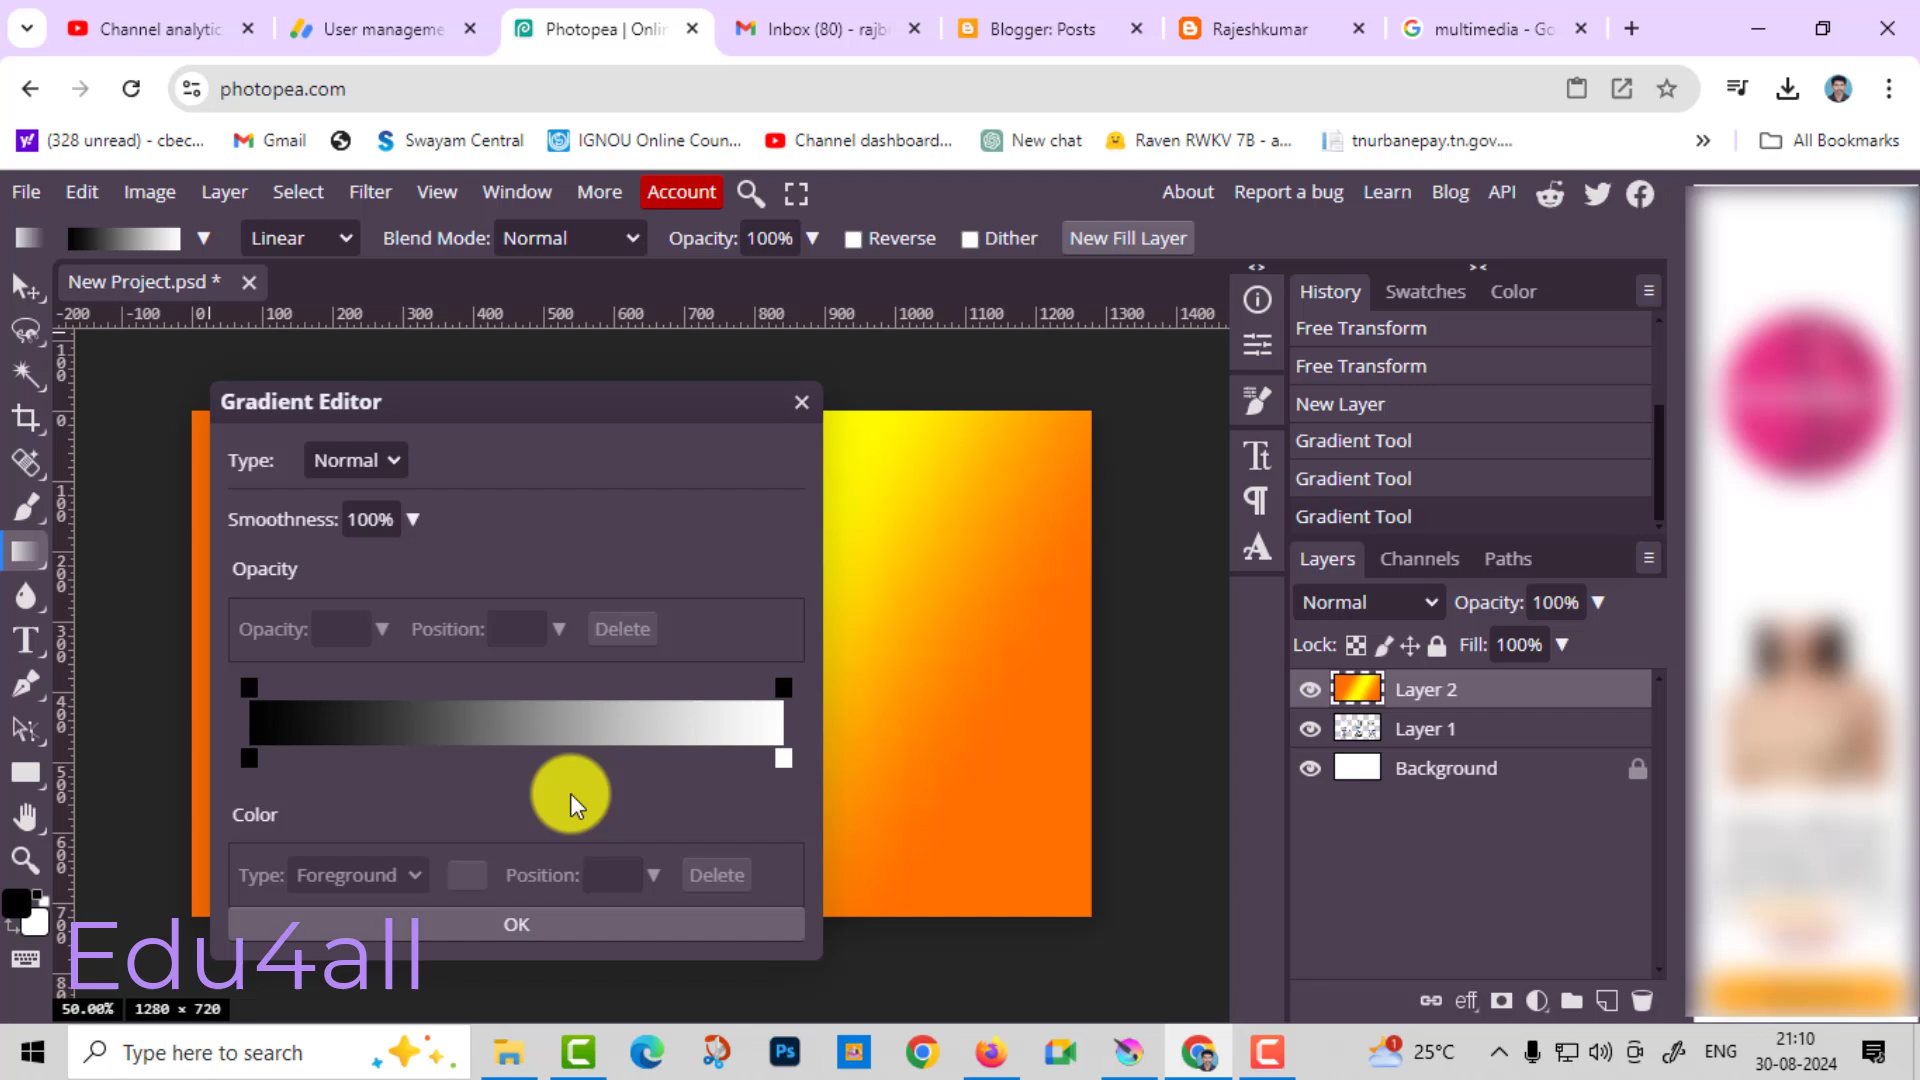 Channel analytic
User manageme
Photopea | Onlin
Inbox (80) - rajb
Blogger: Posts
Rajeshkumar
multimedia - Go
photopea.com
(328 unread) - cbec...
Gmail
Swayam Central
IGNOU Online Coun...
Channel dashboard...
New chat
Raven RWKV 7B - a...
tnurbanepay.tn.gov....
All Bookmarks
File
Edit
Image
Layer
Select
Filter
View
Window
More
Account
About
Report a bug
Learn
Blog
API
Linear
Blend Mode: Normal
Opacity: 100%
Reverse
Dither
New Fill Layer
New Project.psd *
-200 -100 0 100 200 300 400 500 600 700 800 900 1000 1100 1200 1300 1400
History
Swatches
Color
Free Transform
Free Transform
New Layer
Gradient Tool
Gradient Tool
Gradient Tool
Gradient Editor
Type: Normal
Smoothness: 100%
Opacity
Opacity:
Position:
Delete
Color
Type: Foreground
Position:
Delete
OK
Layers
Channels
Paths
Normal
Opacity: 100%
Lock:
Fill: 100%
Layer 2
Layer 1
Background
eff
Edu4all
50.00%
1280 × 720
Type here to search
Ps
1
25°C
ENG
21:10
30-08-2024